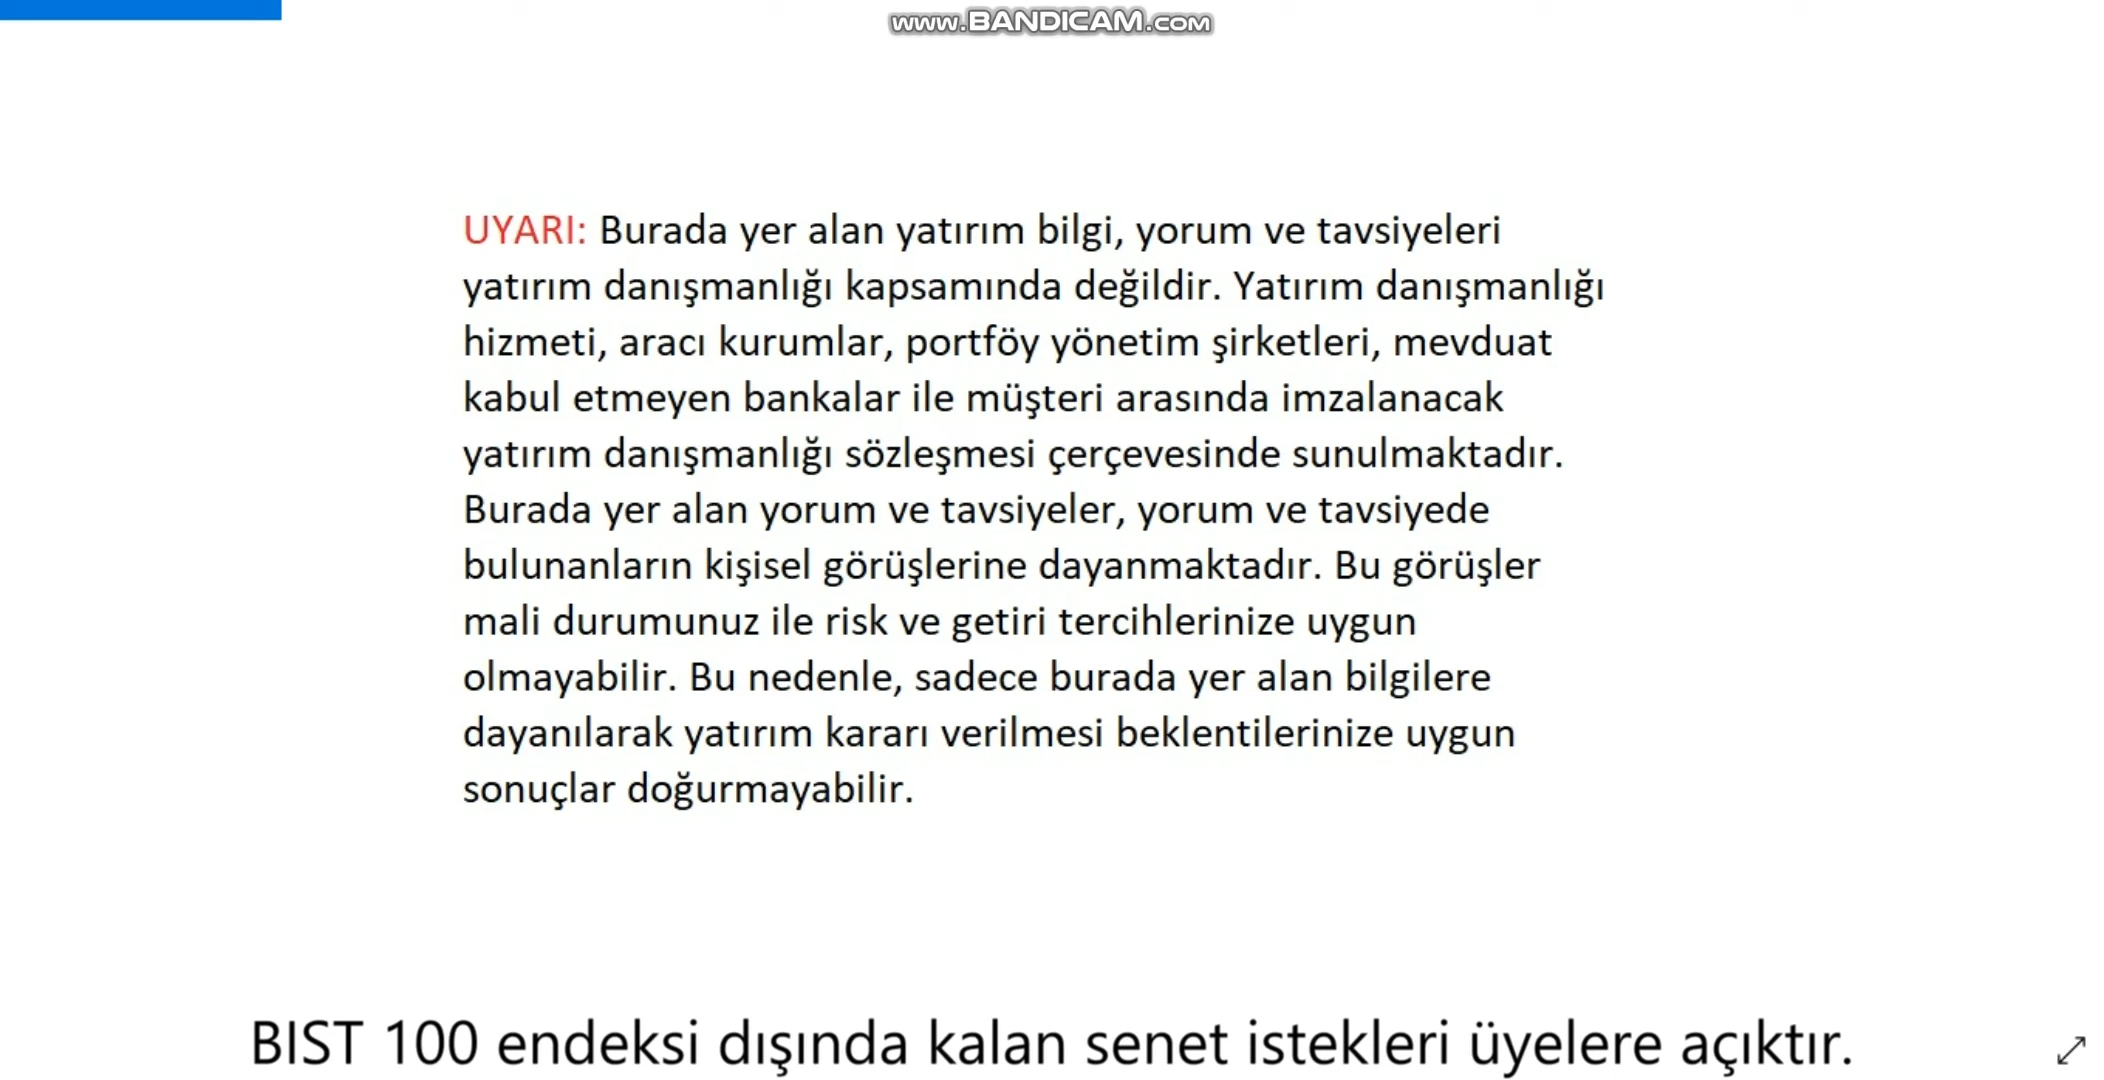 www.BANDICAM.com
UYARI: Burada yer alan yatırım bilgi, yorum ve tavsiyeleri
yatırım danışmanlığı kapsamında değildir. Yatırım danışmanlığı
hizmeti, aracı kurumlar, portföy yönetim şirketleri, mevduat
kabul etmeyen bankalar ile müşteri arasında imzalanacak
yatırım danışmanlığı sözleşmesi çerçevesinde sunulmaktadır.
Burada yer alan yorum ve tavsiyeler, yorum ve tavsiyede
bulunanların kişisel görüşlerine dayanmaktadır. Bu görüşler
mali durumunuz ile risk ve getiri tercihlerinize uygun
olmayabilir. Bu nedenle, sadece burada yer alan bilgilere
dayanılarak yatırım kararı verilmesi beklentilerinize uygun
sonuçlar doğurmayabilir.
BIST 100 endeksi dışında kalan senet istekleri üyelere açıktır.